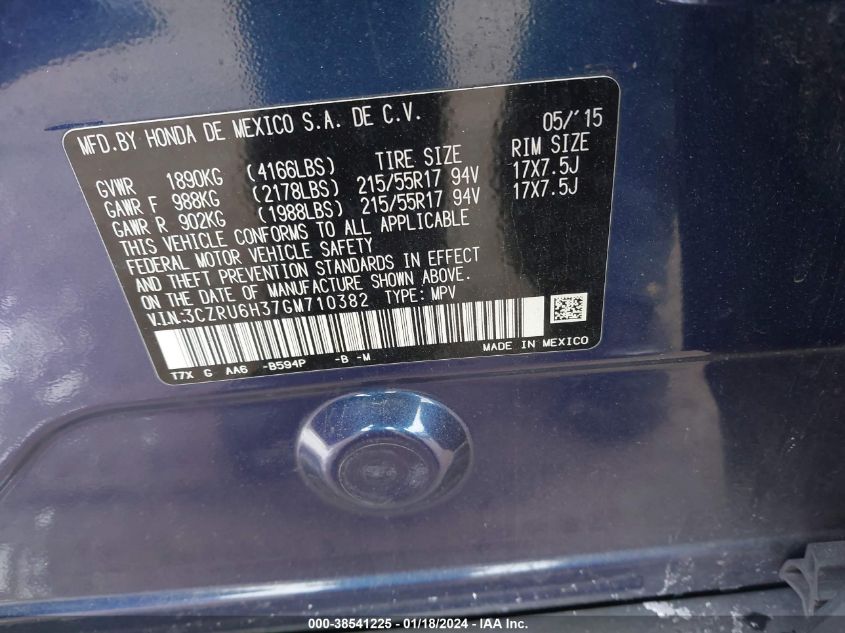 MFD.BY HONDA DE MEXICO S.A. DE C.V. 05/'15
GVWR 1890KG (4166LBS) TIRE SIZE RIM SIZE
GAWR F 988KG (2178LBS) 215/55R17 94V 17X7.5J
GAWR R 902KG (1988LBS) 215/55R17 94V 17X7.5J
THIS VEHICLE CONFORMS TO ALL APPLICABLE
FEDERAL MOTOR VEHICLE SAFETY
AND THEFT PREVENTION STANDARDS IN EFFECT
ON THE DATE OF MANUFACTURE SHOWN ABOVE.
V.I.N:3CZRU6H37GM710382 TYPE: MPV
T7X G AA6 -B594P -B -M MADE IN MEXICO
000-38541225 - 01/18/2024 - IAA Inc.